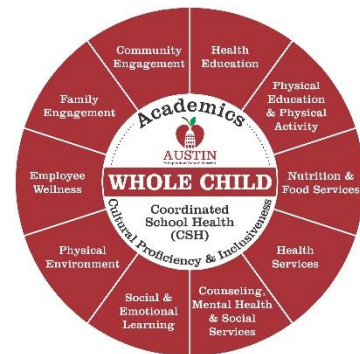 Community
Engagement
Health
Education
Physical
Education
& Physical
Activity
Nutrition &
Food Services
Health
Services
Counseling,
Mental Health
& Social
Services
Social &
Emotional
Learning
Physical
Environment
Employee
Wellness
Family
Engagement
Academics
AUSTIN
WHOLE CHILD
Coordinated
School Health
(CSH)
Cultural Proficiency & Inclusiveness